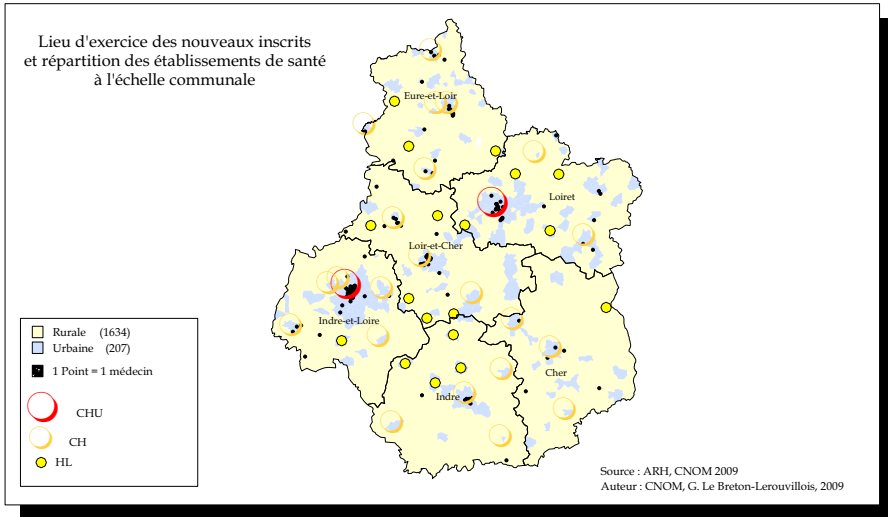 Lieu d'exercice des nouveaux inscrits
et répartition des établissements de santé
à l'échelle communale
Eure-et-Loir
Loiret
Loir-et-Cher
Indre-et-Loire
Cher
Indre
Rurale (1634)
Urbaine (207)
1 Point = 1 médecin
CHU
CH
HL
Source : ARH, CNOM 2009
Auteur : CNOM, G. Le Breton-Lerouvillois, 2009